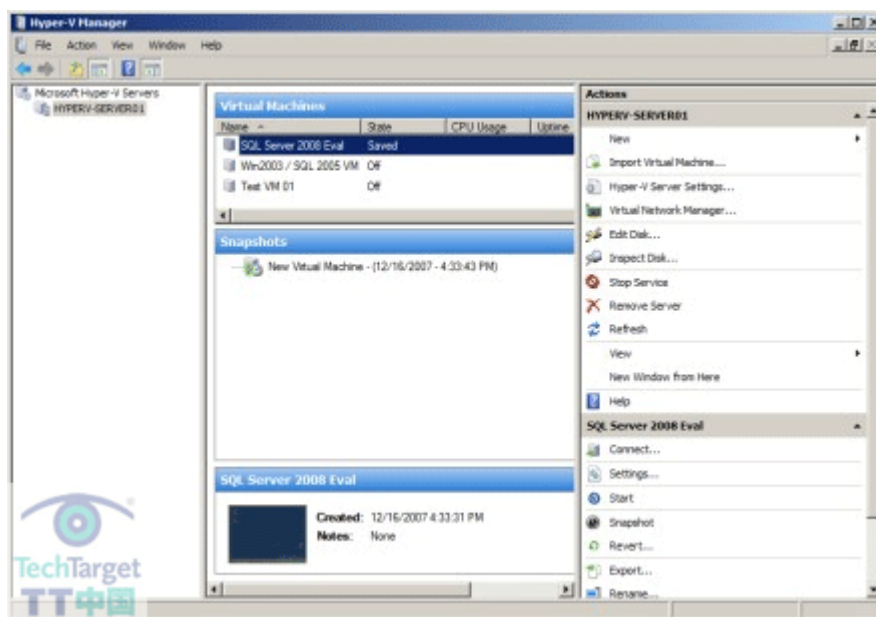 Hyper-V Manager
File Action View Window Help
Microsoft Hyper-V Servers
HYPERV-SERVER01
Virtual Machines
Name State CPU Usage Uptime
SQL Server 2008 Eval Saved
Win2003 / SQL 2005 VM Off
Test VM 01 Off
Snapshots
New Virtual Machine - (12/16/2007 - 4:33:43 PM)
SQL Server 2008 Eval
Created: 12/16/2007 4:33:31 PM
Notes: None
Actions
HYPERV-SERVER01
New
Import Virtual Machine...
Hyper-V Server Settings...
Virtual Network Manager...
Edit Disk...
Inspect Disk...
Stop Service
Remove Server
Refresh
View
New Window from Here
Help
SQL Server 2008 Eval
Connect...
Settings...
Start
Snapshot
Revert...
Export...
Rename...
TechTarget
TT中国